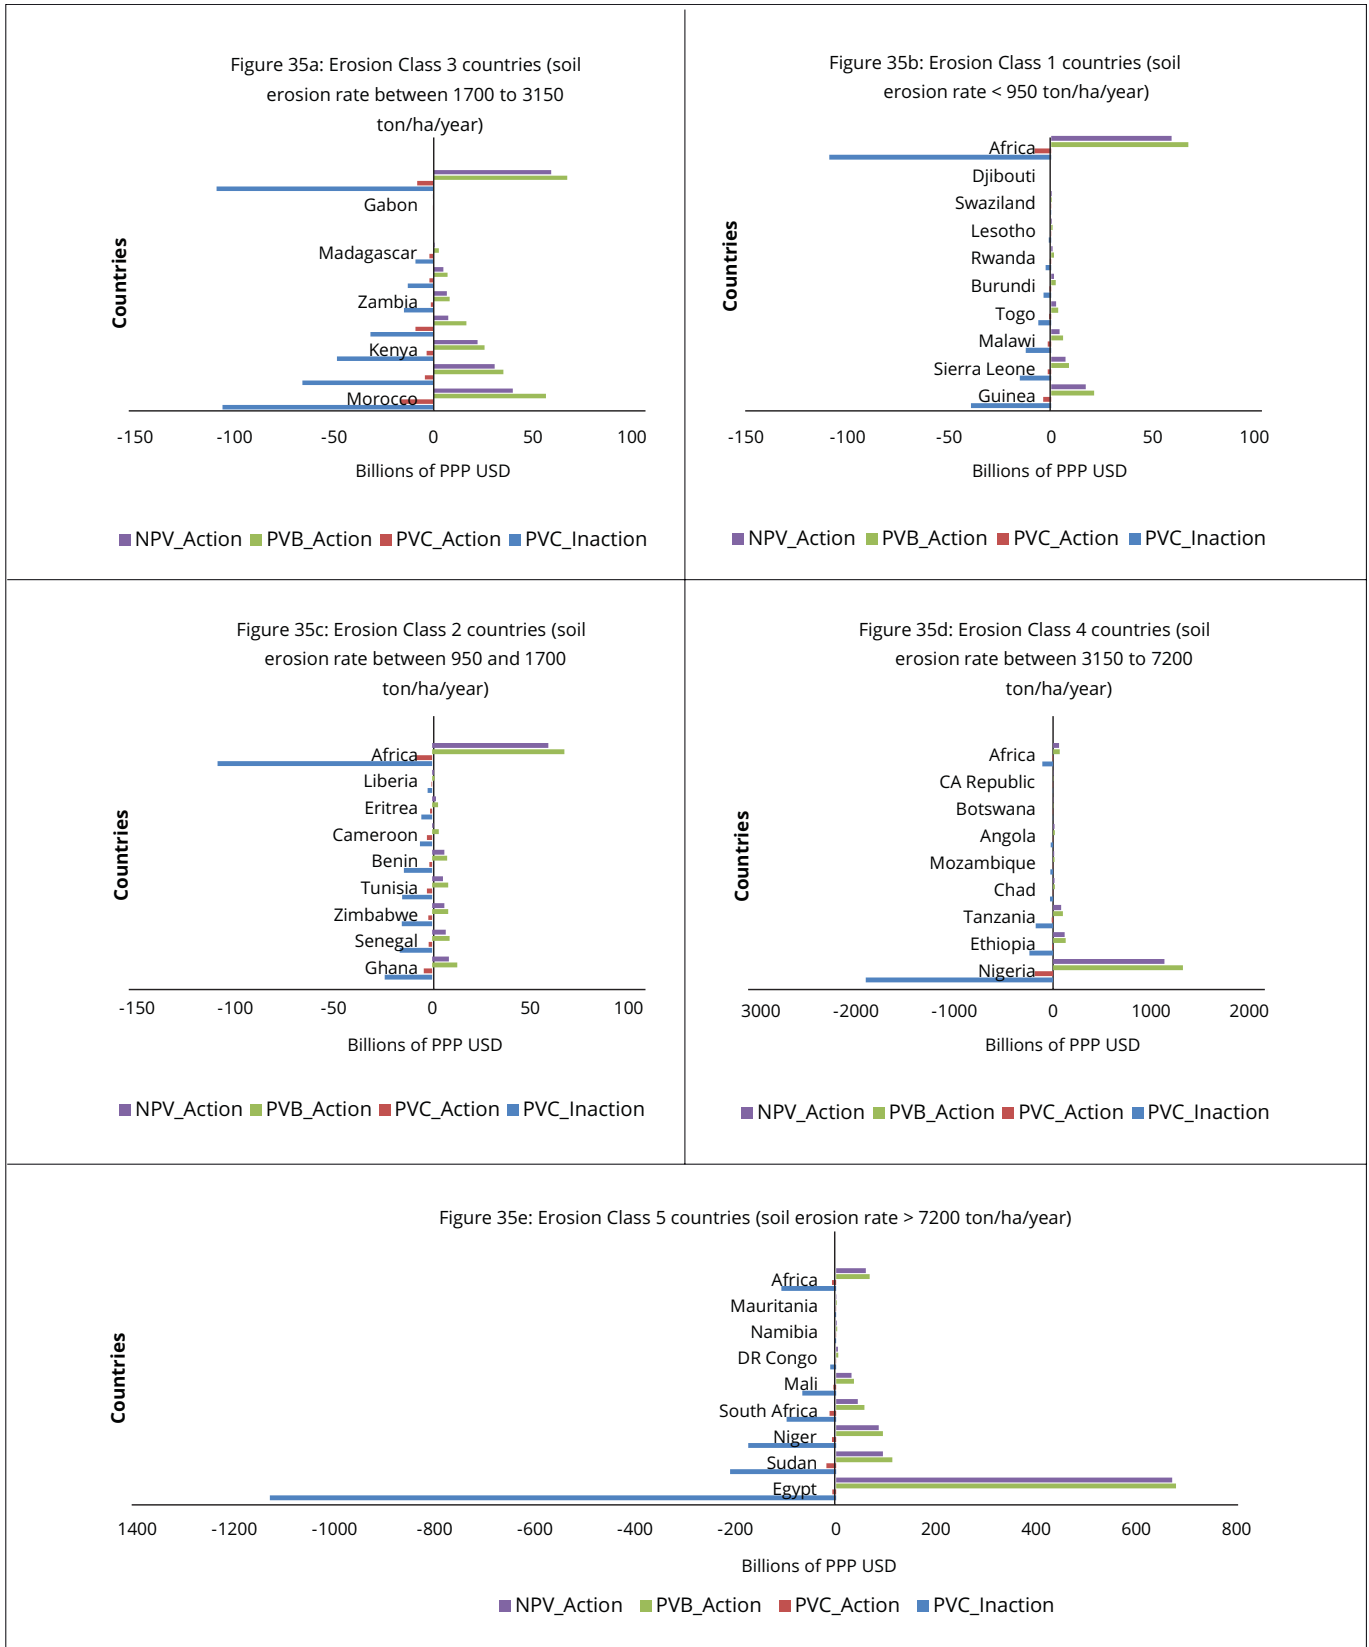 Figure 35a: Erosion Class 3 countries (soil
erosion rate between 1700 to 3150
ton/ha/year)
Countries
Gabon
Madagascar
Zambia
Kenya
Morocco
-150 -100 -50 0 50 100
Billions of PPP USD
NPV_Action PVB_Action PVC_Action PVC_Inaction
Figure 35b: Erosion Class 1 countries (soil
erosion rate < 950 ton/ha/year)
Countries
Africa
Djibouti
Swaziland
Lesotho
Rwanda
Burundi
Togo
Malawi
Sierra Leone
Guinea
-150 -100 -50 0 50 100
Billions of PPP USD
NPV_Action PVB_Action PVC_Action PVC_Inaction
Figure 35c: Erosion Class 2 countries (soil
erosion rate between 950 and 1700
ton/ha/year)
Countries
Africa
Liberia
Eritrea
Cameroon
Benin
Tunisia
Zimbabwe
Senegal
Ghana
-150 -100 -50 0 50 100
Billions of PPP USD
NPV_Action PVB_Action PVC_Action PVC_Inaction
Figure 35d: Erosion Class 4 countries (soil
erosion rate between 3150 to 7200
ton/ha/year)
Countries
Africa
CA Republic
Botswana
Angola
Mozambique
Chad
Tanzania
Ethiopia
Nigeria
3000 -2000 -1000 0 1000 2000
Billions of PPP USD
NPV_Action PVB_Action PVC_Action PVC_Inaction
Figure 35e: Erosion Class 5 countries (soil erosion rate > 7200 ton/ha/year)
Countries
Africa
Mauritania
Namibia
DR Congo
Mali
South Africa
Niger
Sudan
Egypt
1400 -1200 -1000 -800 -600 -400 -200 0 200 400 600 800
Billions of PPP USD
NPV_Action PVB_Action PVC_Action PVC_Inaction